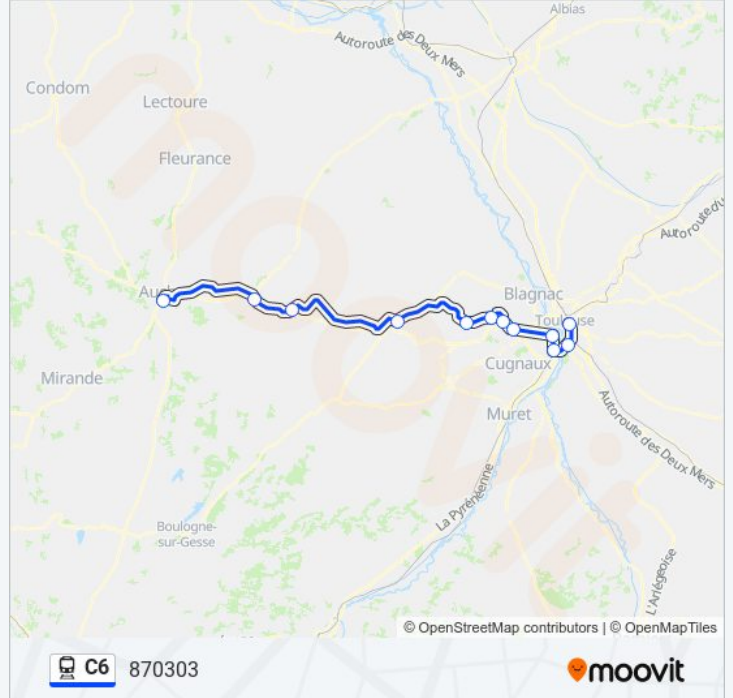 Albias
Autoroute des Deux Mers
Condom
Lectoure
Fleurance
Autoroute du
Blagnac
Toulouse
Cugnaux
Mirande
Muret
Autoroute des Deux Mers
La Pyrénéenne
Boulogne-
sur-Gesse
L'Ariégeoise
moovit
© OpenStreetMap contributors | © OpenMapTiles
C6 870303
moovit